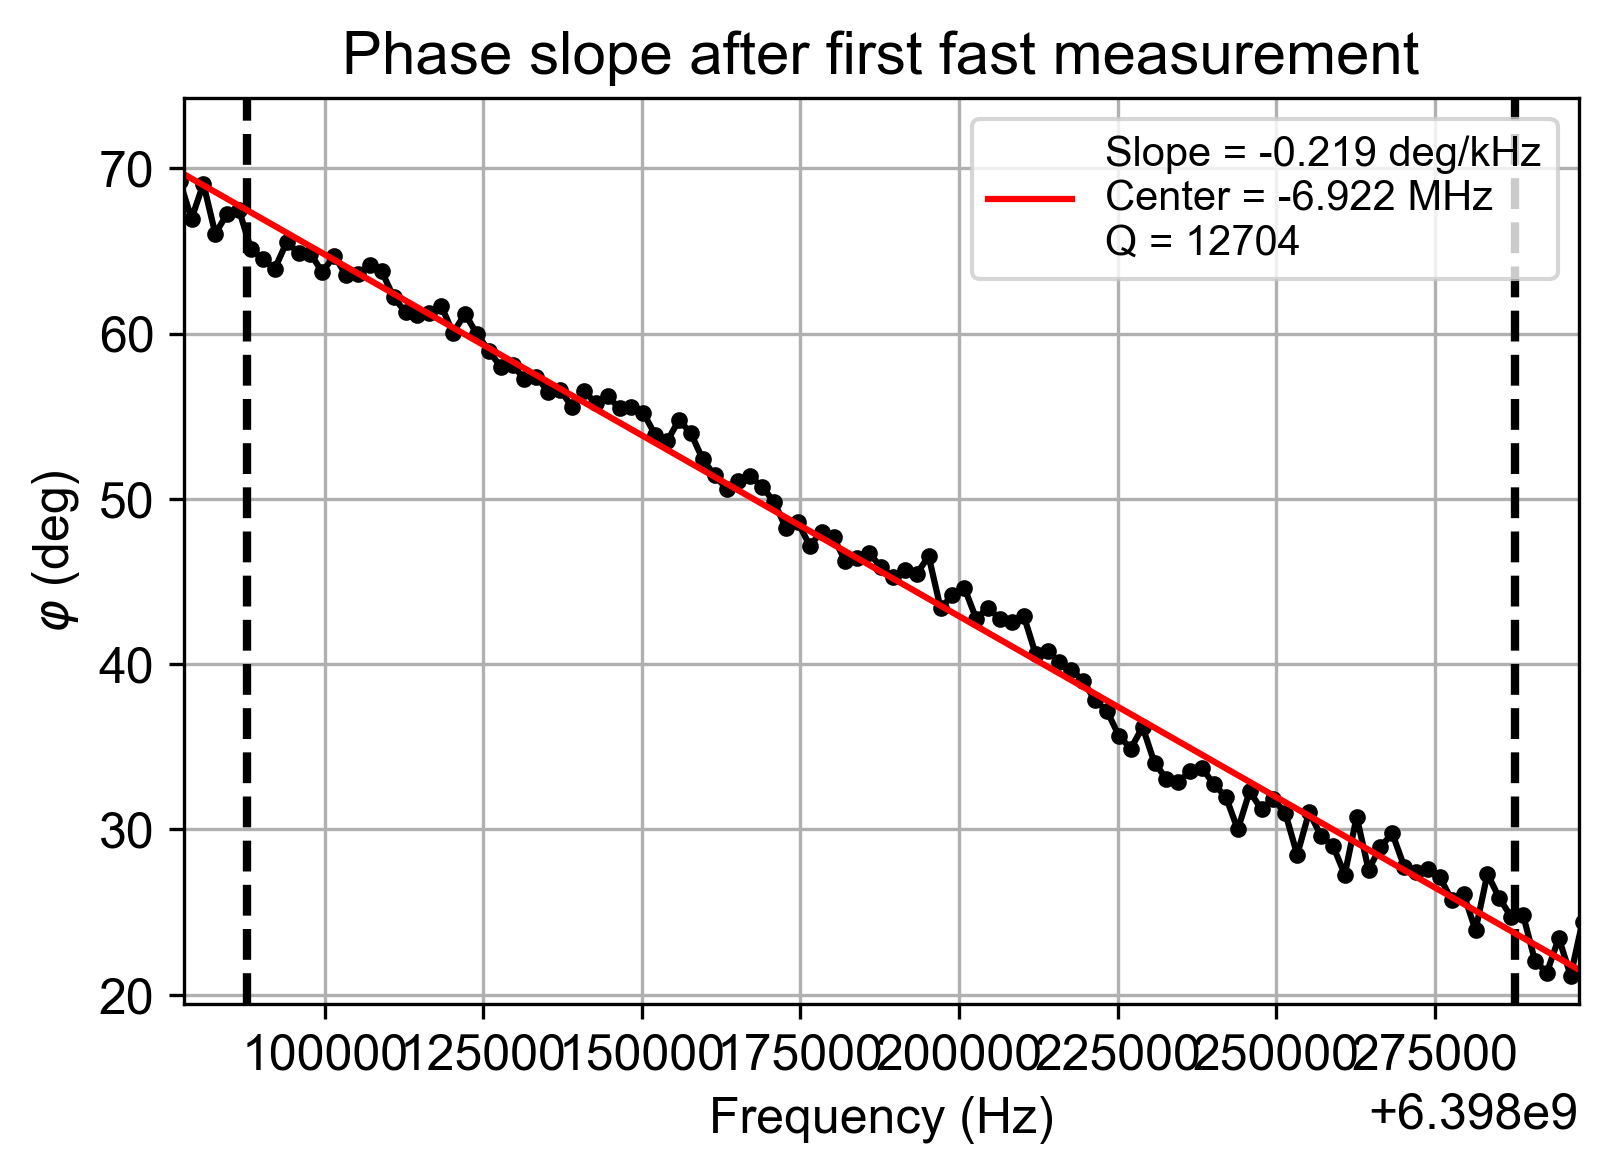 Phase slope after first fast measurement
Slope = -0.219 deg/kHz
Center = -6.922 MHz
Q = 12704
φ (deg)
70
60
50
40
30
20
100000 125000 150000 175000 200000 225000 250000 275000
Frequency (Hz)
+6.398e9